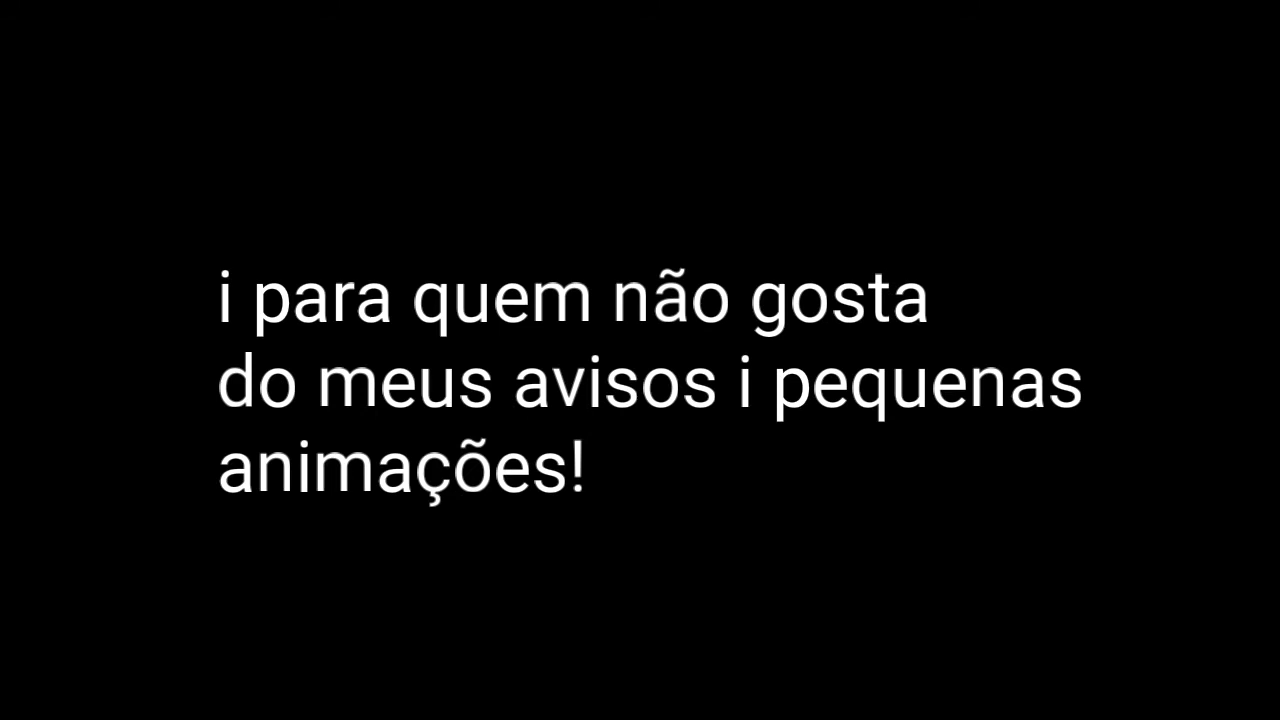 i para quem não gosta
do meus avisos i pequenas
animações!